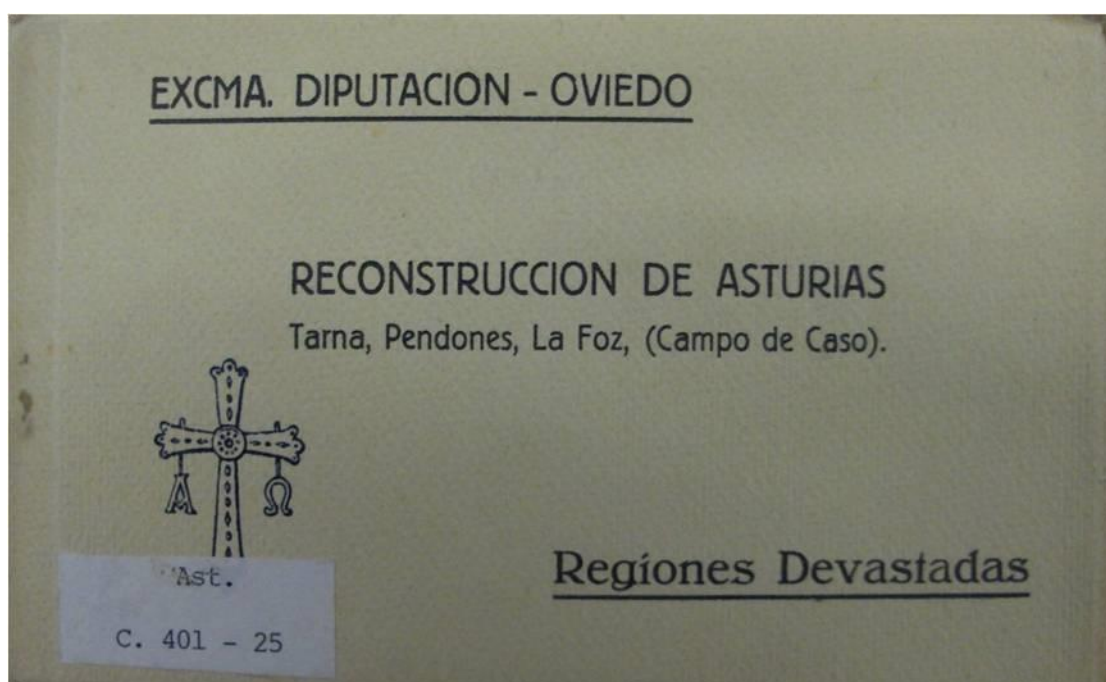 EXCMA. DIPUTACION - OVIEDO
RECONSTRUCCION DE ASTURIAS
Tarna, Pendones, La Foz, (Campo de Caso).
A Ω
Regiones Devastadas
Ast.
C. 401 - 25